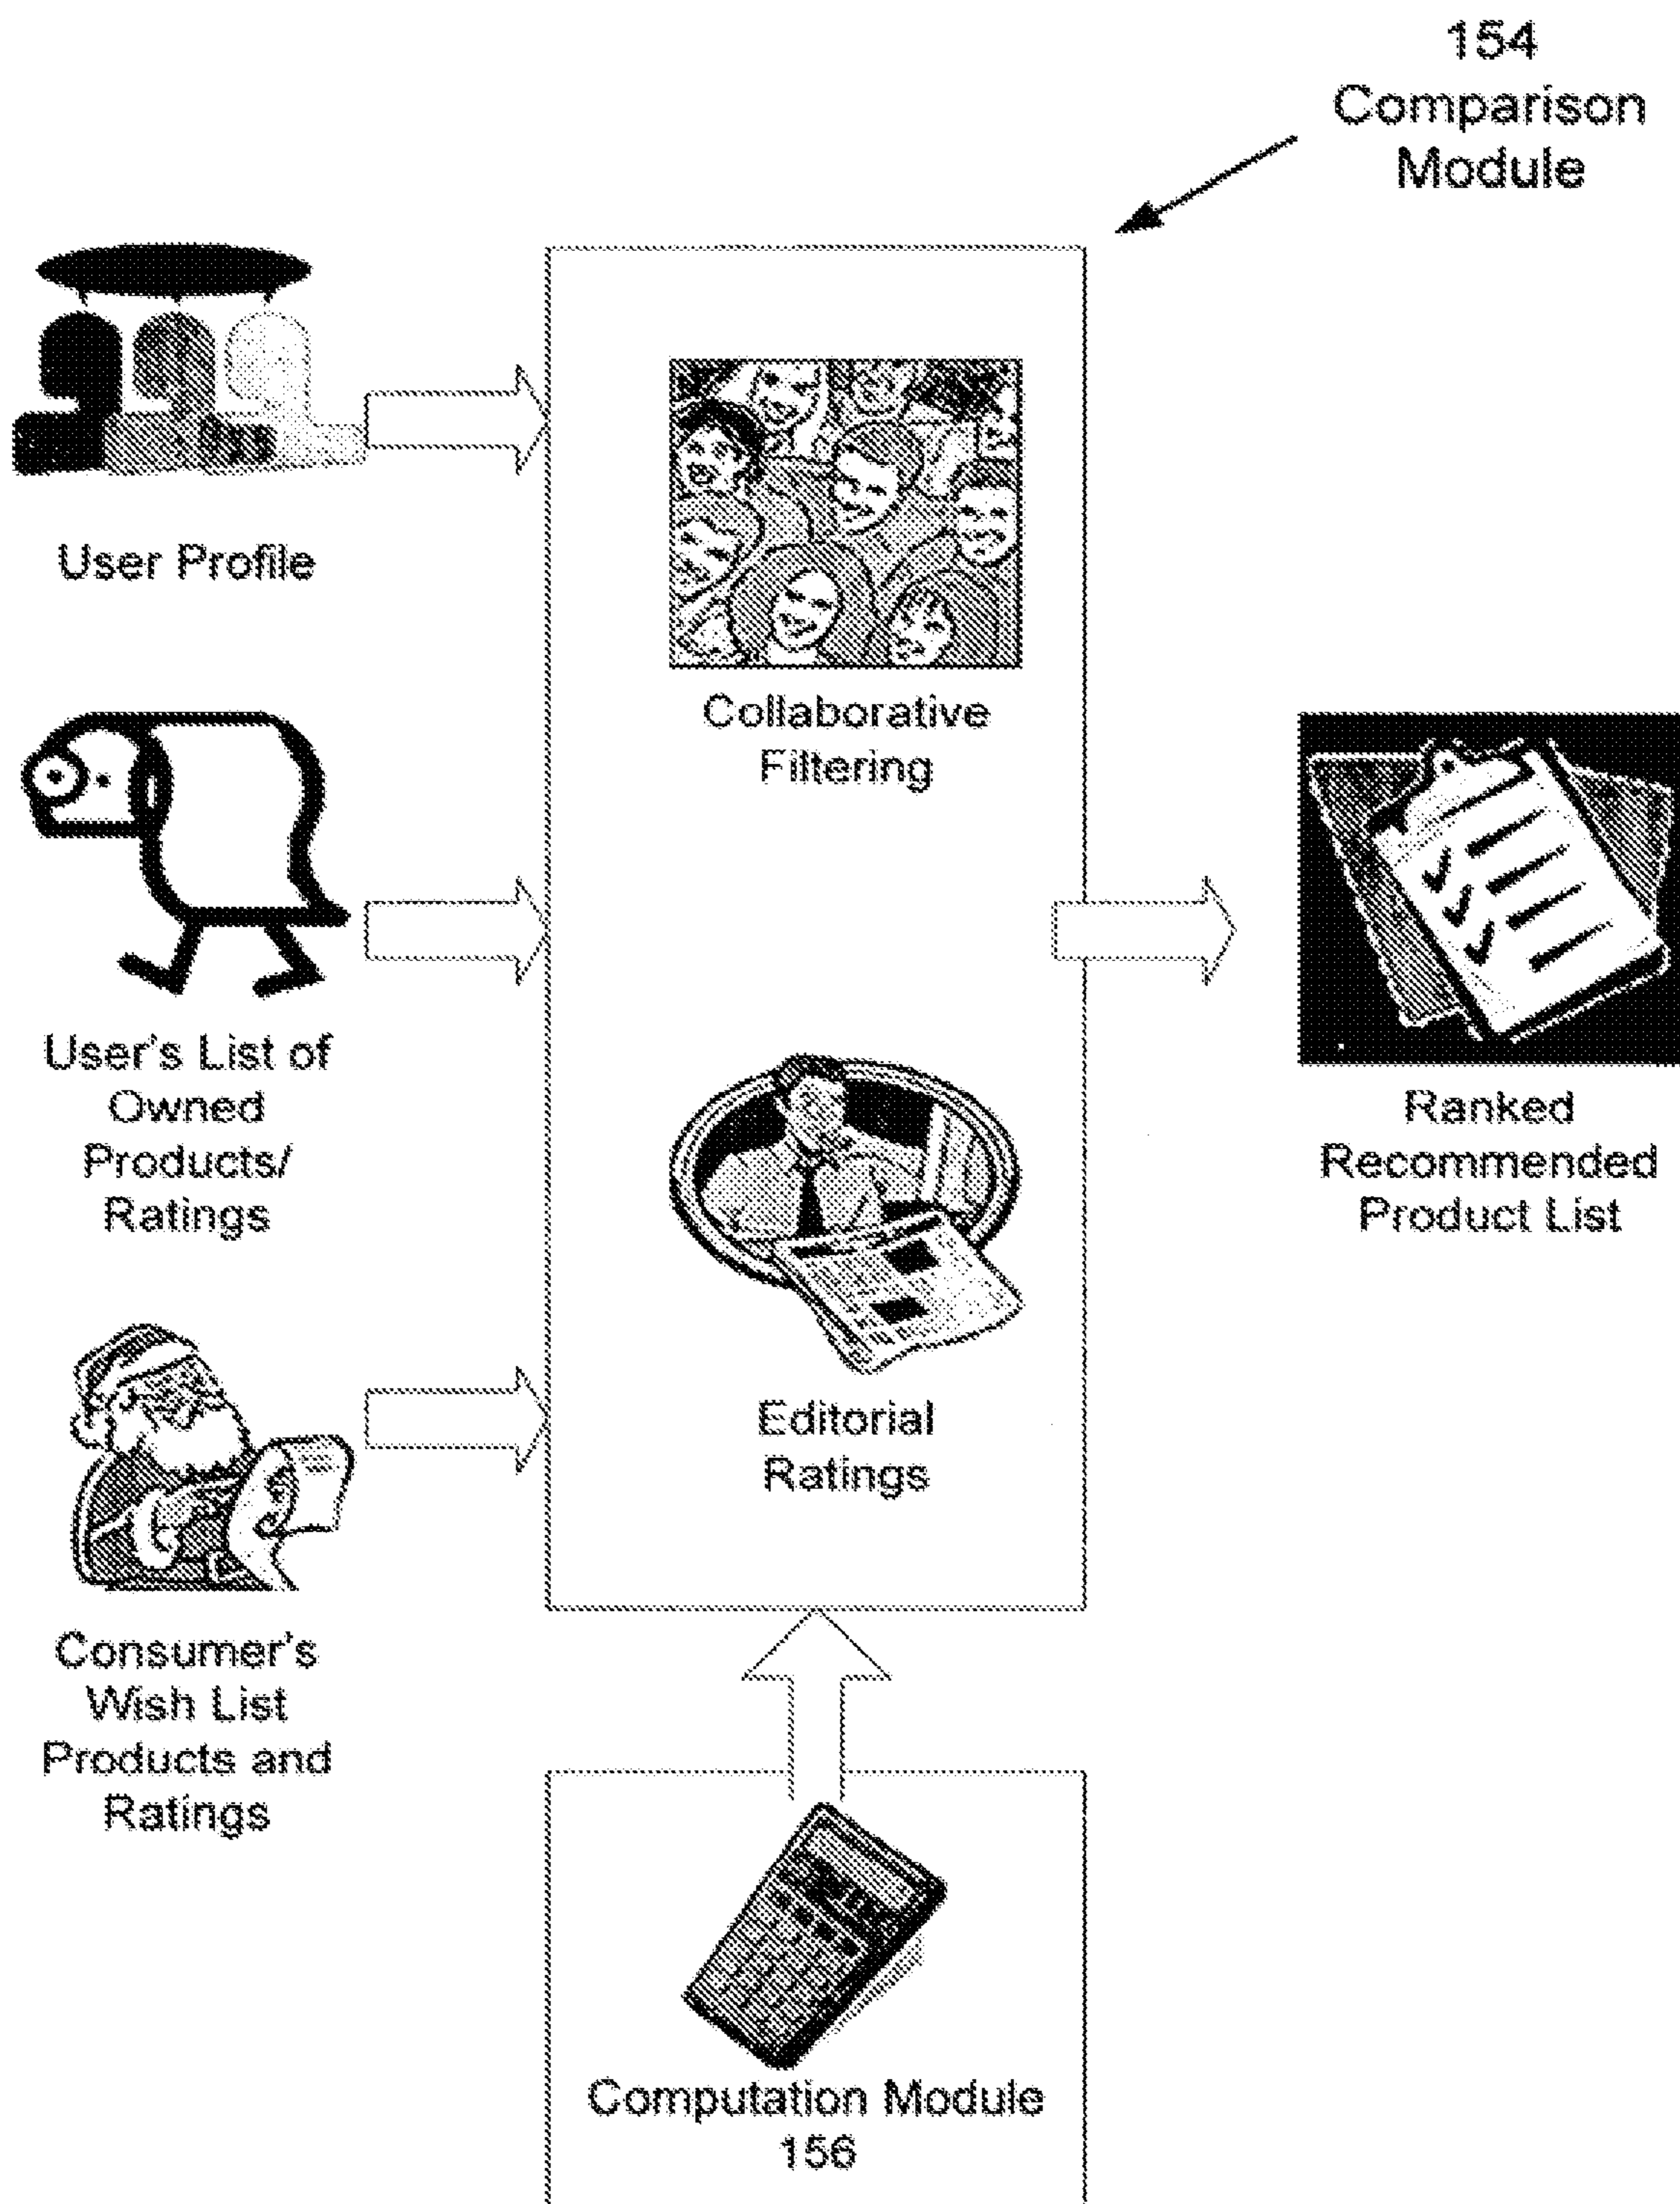 154
Comparison
Module
User Profile
Collaborative
Filtering
User's List of
Owned
Products/
Ratings
Ranked
Recommended
Product List
Editorial
Ratings
Consumer's
Wish List
Products and
Ratings
Computation Module
156